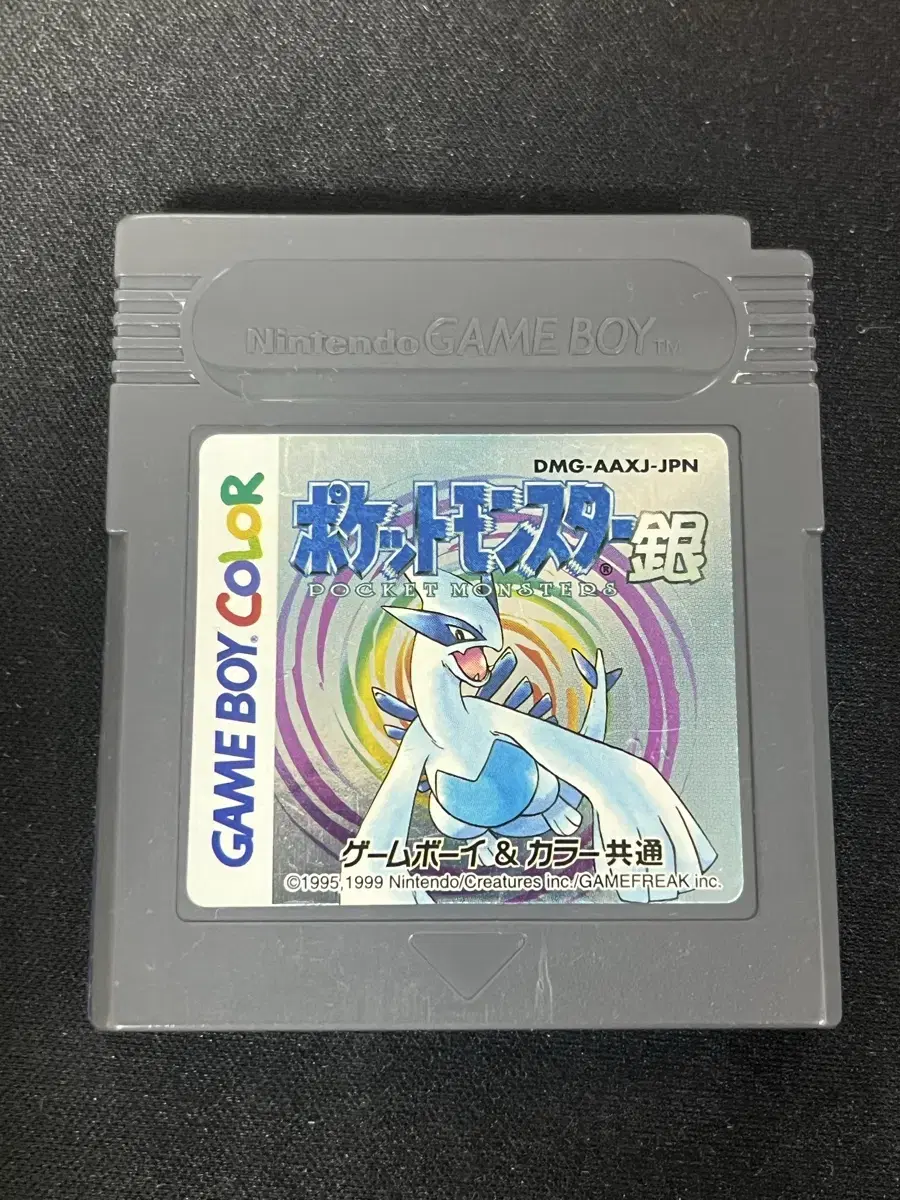 Nintendo GAME BOY TM
DMG-AAXJ-JPN
ポケットモンスター® 銀
POCKET MONSTERS
GAME BOY® COLOR
ゲームボーイ & カラー共通
©1995,1999 Nintendo/Creatures inc./GAMEFREAK inc.